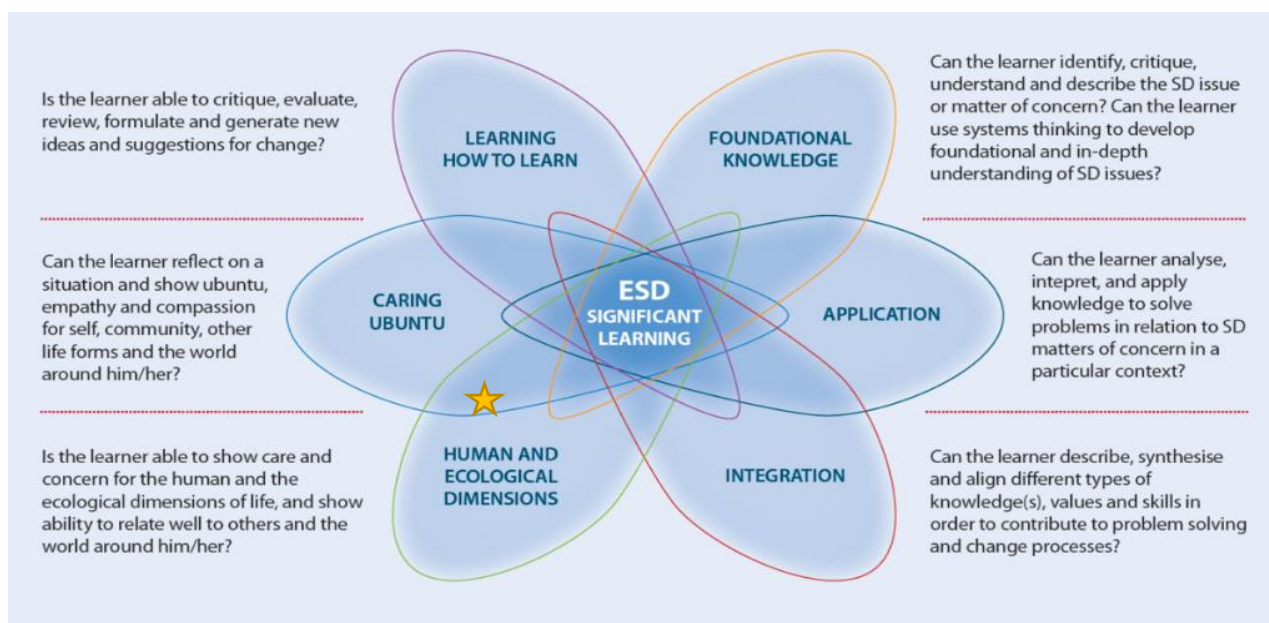 Is the learner able to critique, evaluate,
review, formulate and generate new
ideas and suggestions for change?
Can the learner reflect on a
situation and show ubuntu,
empathy and compassion
for self, community, other
life forms and the world
around him/her?
Is the learner able to show care and
concern for the human and the
ecological dimensions of life, and show
ability to relate well to others and the
world around him/her?
LEARNING
HOW TO LEARN
FOUNDATIONAL
KNOWLEDGE
CARING
UBUNTU
ESD
SIGNIFICANT
LEARNING
APPLICATION
HUMAN AND
ECOLOGICAL
DIMENSIONS
INTEGRATION
Can the learner identify, critique,
understand and describe the SD issue
or matter of concern? Can the learner
use systems thinking to develop
foundational and in-depth
understanding of SD issues?
Can the learner analyse,
intepret, and apply
knowledge to solve
problems in relation to SD
matters of concern in a
particular context?
Can the learner describe, synthesise
and align different types of
knowledge(s), values and skills in
order to contribute to problem solving
and change processes?